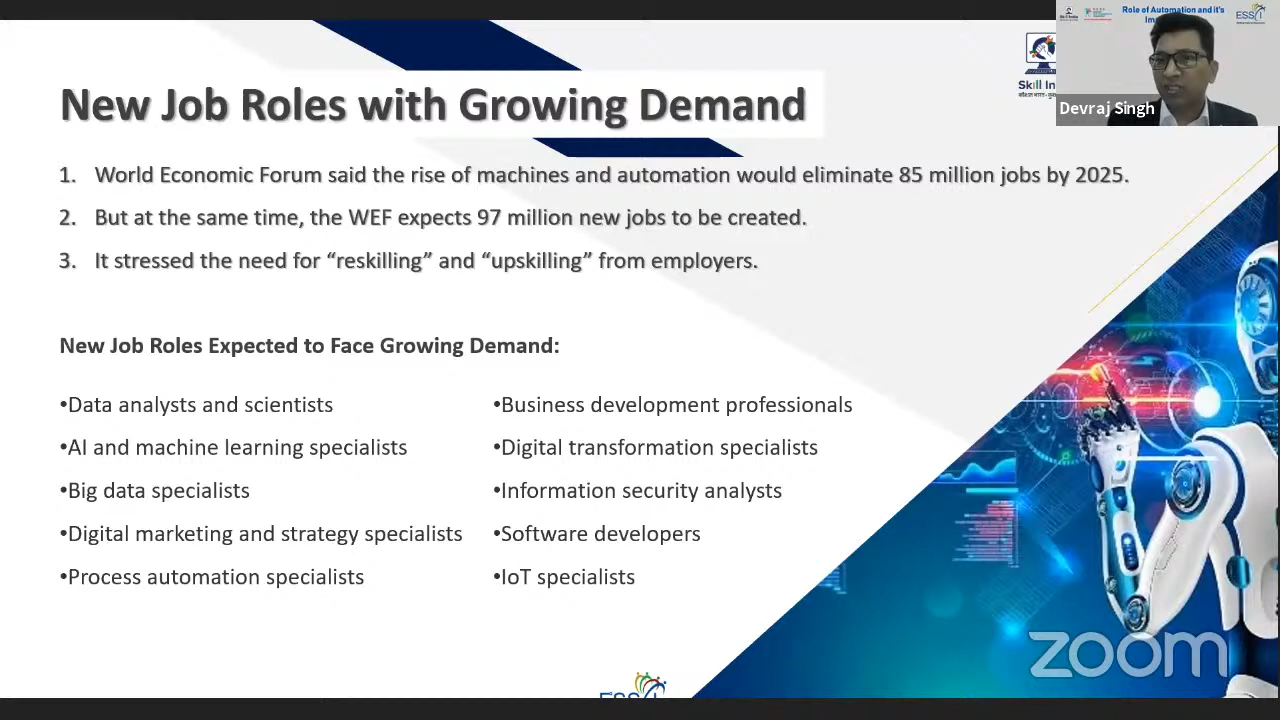 New Job Roles with Growing Demand
1. World Economic Forum said the rise of machines and automation would eliminate 85 million jobs by 2025.
2. But at the same time, the WEF expects 97 million new jobs to be created.
3. It stressed the need for “reskilling” and “upskilling” from employers.
New Job Roles Expected to Face Growing Demand:
•Data analysts and scientists
•AI and machine learning specialists
•Big data specialists
•Digital marketing and strategy specialists
•Process automation specialists
•Business development professionals
•Digital transformation specialists
•Information security analysts
•Software developers
•IoT specialists
Skill In
Role of Automation and it's
Im
ESSCI
Devraj Singh
zoom